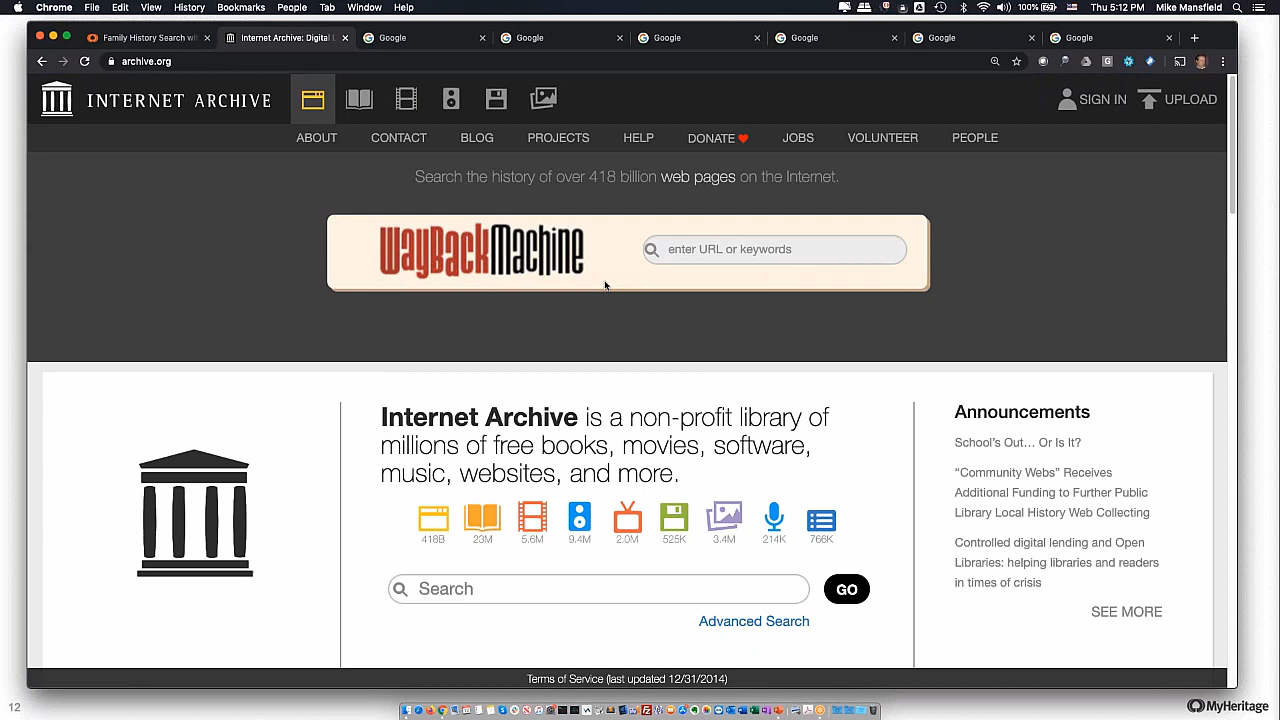 Chrome File Edit View History Bookmarks People Tab Window Help 100% Thu 5:12 PM Mike Mansfield
Family History Search wit Internet Archive: Digital L Google Google Google Google Google Google
archive.org
INTERNET ARCHIVE SIGN IN UPLOAD
ABOUT CONTACT BLOG PROJECTS HELP DONATE JOBS VOLUNTEER PEOPLE
Search the history of over 418 billion web pages on the Internet.
WayBackMachine enter URL or keywords
Internet Archive is a non-profit library of
millions of free books, movies, software,
music, websites, and more.
418B 23M 5.6M 9.4M 2.0M 525K 3.4M 214K 766K
Search GO
Advanced Search
Announcements
School's Out… Or Is It?
“Community Webs” Receives
Additional Funding to Further Public
Library Local History Web Collecting
Controlled digital lending and Open
Libraries: helping libraries and readers
in times of crisis
SEE MORE
Terms of Service (last updated 12/31/2014)
12 MyHeritage